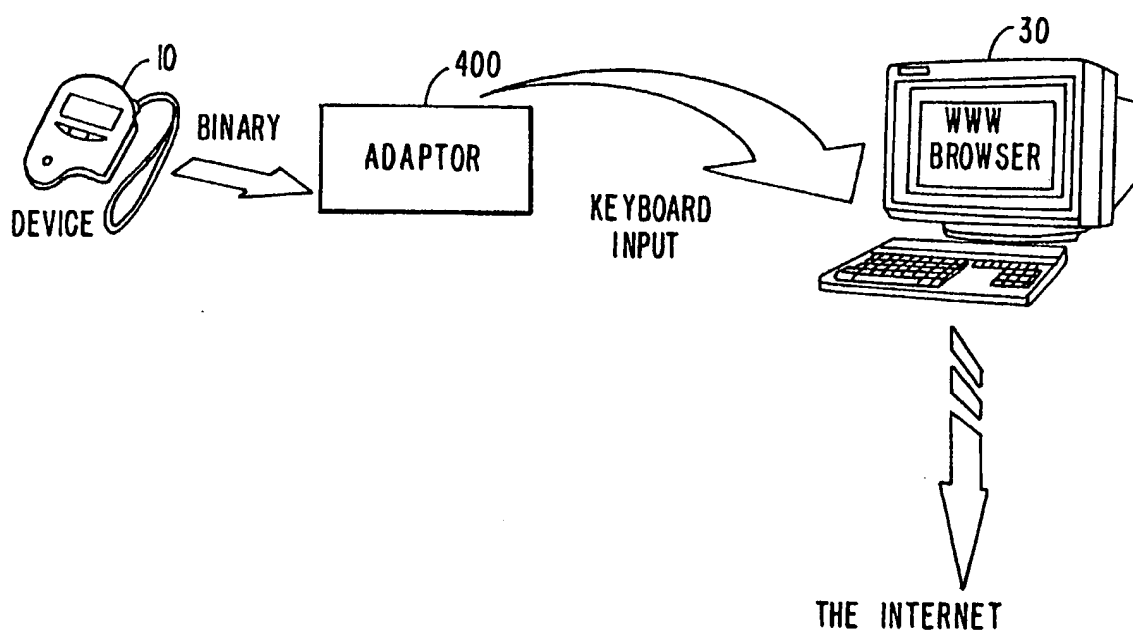 10
DEVICE
BINARY
400
ADAPTOR
KEYBOARD
INPUT
30
WWW
BROWSER
THE INTERNET